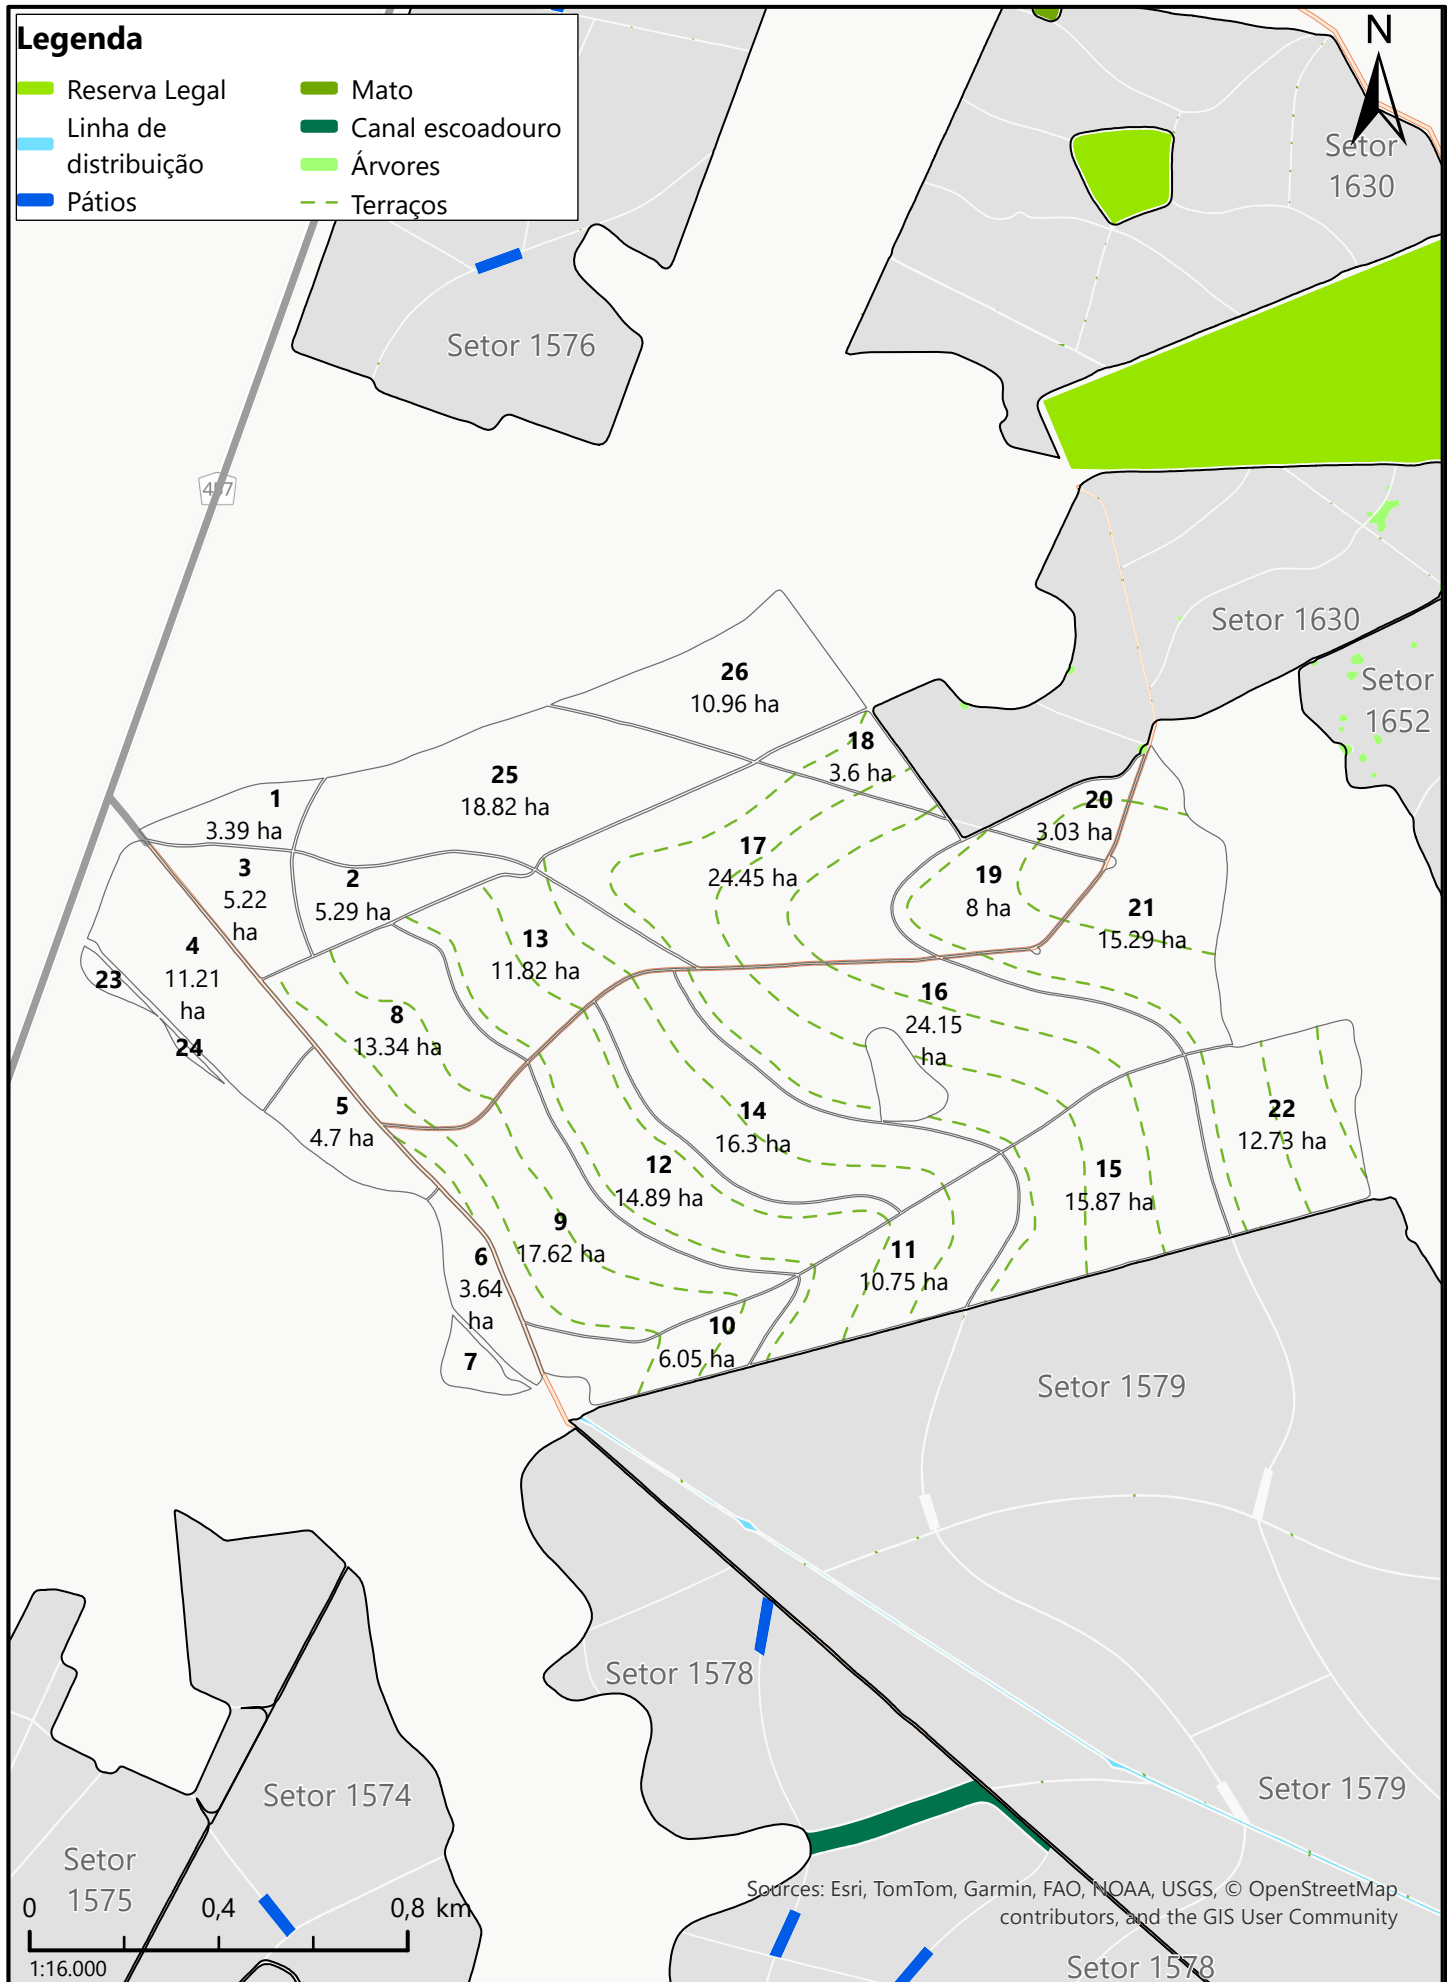 Legenda
Reserva Legal
Linha de
distribuição
Pátios
Mato
Canal escoadouro
Árvores
Terraços
N
Setor
1630
Setor 1576
457
Setor 1630
Setor
1652
26
10.96 ha
18
3.6 ha
25
18.82 ha
1
3.39 ha
20
3.03 ha
17
24.45 ha
3
5.22
ha
2
5.29 ha
19
8 ha
21
15.29 ha
13
11.82 ha
4
11.21
ha
23
24
16
24.15
ha
8
13.34 ha
5
4.7 ha
14
16.3 ha
22
12.73 ha
12
14.89 ha
15
15.87 ha
9
17.62 ha
6
3.64
ha
11
10.75 ha
10
6.05 ha
7
Setor 1579
Setor 1578
Setor 1574
Setor 1579
Setor
1575
0
0,4
0,8 km
1:16.000
Sources: Esri, TomTom, Garmin, FAO, NOAA, USGS, © OpenStreetMap
contributors, and the GIS User Community
Setor 1578